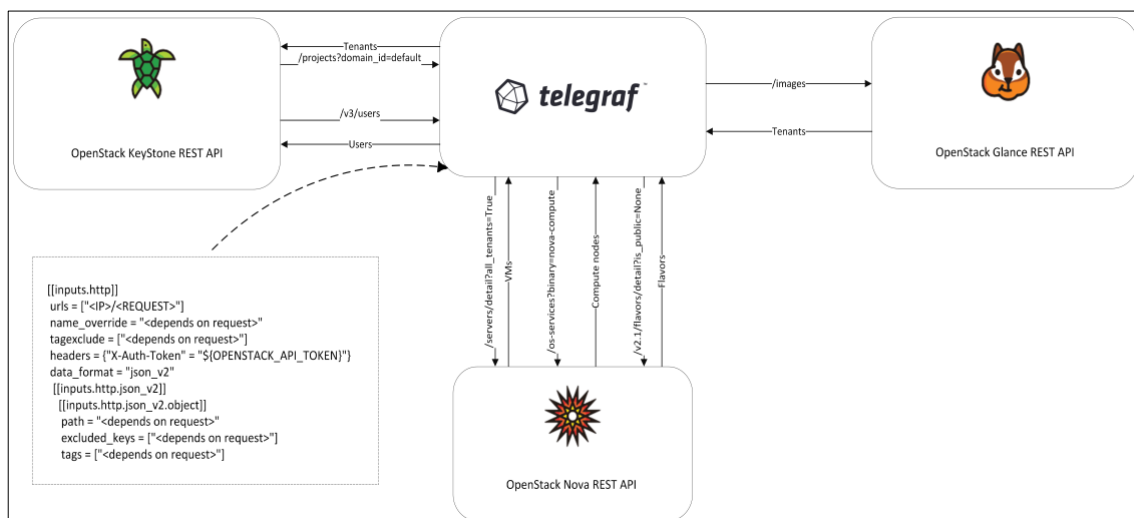 Tenants
/projects?domain_id=default
/v3/users
Users
OpenStack KeyStone REST API
telegraf™
/images
Tenants
OpenStack Glance REST API
/servers/detail?all_tenants=True
VMs
/os-services?binary=nova-compute
Compute nodes
/v2.1/flavors/detail?is_public=None
Flavors
[[inputs.http]]
urls = ["<IP>/<REQUEST>"]
name_override = "<depends on request>"
tagexclude = ["<depends on request>"]
headers = {"X-Auth-Token" = "${OPENSTACK_API_TOKEN}"}
data_format = "json_v2"
[[inputs.http.json_v2]]
[[inputs.http.json_v2.object]]
path = "<depends on request>"
excluded_keys = ["<depends on request>"]
tags = ["<depends on request>"]
OpenStack Nova REST API